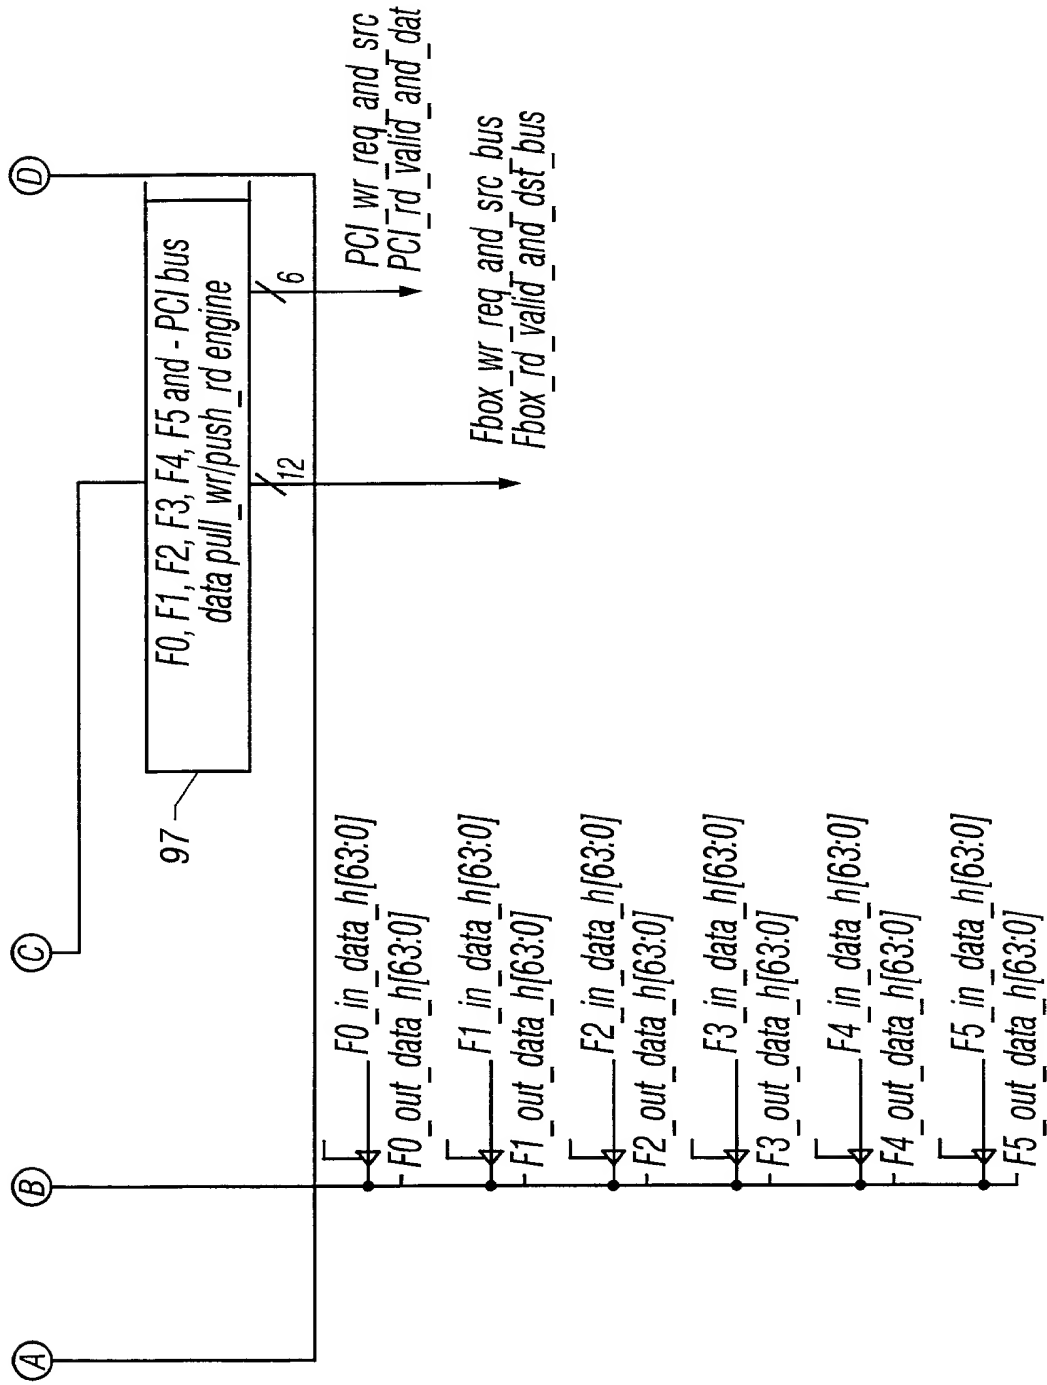 A
B
C
D
97
F0, F1, F2, F3, F4, F5 and - PCI bus
data pull_wr/push_rd engine
12
6
PCI_wr_req_and_src
PCI_rd_valid_and_dat
Fbox_wr_req_and_src_bus
Fbox_rd_valid_and_dst_bus
F0_in_data_h[63:0]
F0_out_data_h[63:0]
F1_in_data_h[63:0]
F1_out_data_h[63:0]
F2_in_data_h[63:0]
F2_out_data_h[63:0]
F3_in_data_h[63:0]
F3_out_data_h[63:0]
F4_in_data_h[63:0]
F4_out_data_h[63:0]
F5_in_data_h[63:0]
F5_out_data_h[63:0]